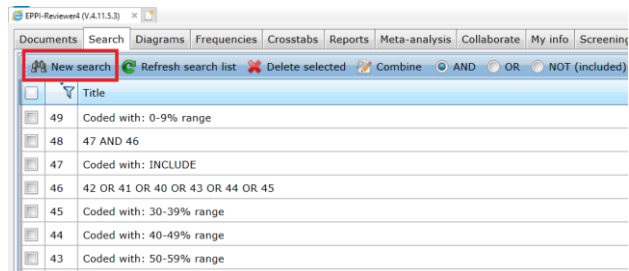 EPPI-Reviewer4 (V.4.11.5.3)
Documents Search Diagrams Frequencies Crosstabs Reports Meta-analysis Collaborate My info Screening
New search Refresh search list Delete selected Combine AND OR NOT (included)
Title
49 Coded with: 0-9% range
48 47 AND 46
47 Coded with: INCLUDE
46 42 OR 41 OR 40 OR 43 OR 44 OR 45
45 Coded with: 30-39% range
44 Coded with: 40-49% range
43 Coded with: 50-59% range